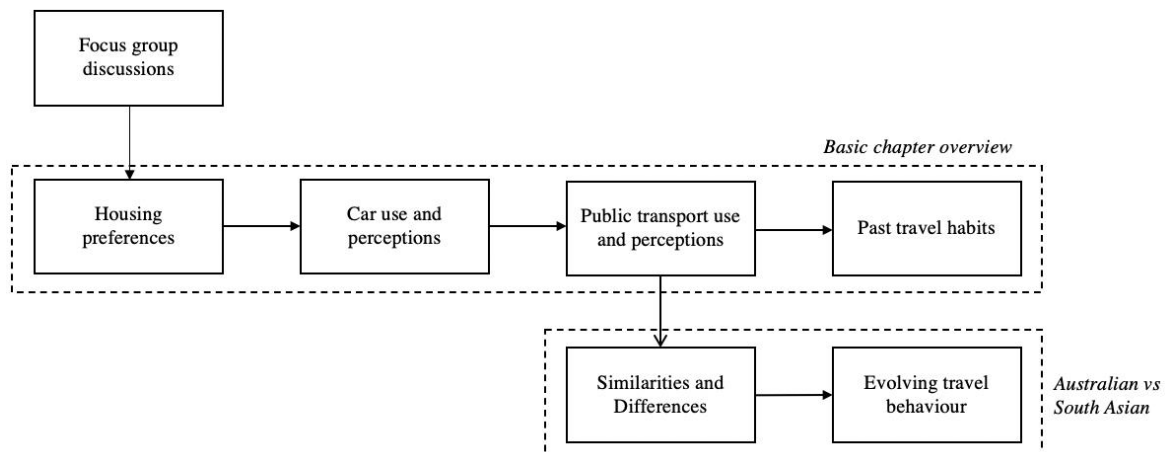 Focus group
discussions
Basic chapter overview
Housing
preferences
Car use and
perceptions
Public transport use
and perceptions
Past travel habits
Similarities and
Differences
Evolving travel
behaviour
Australian vs
South Asian